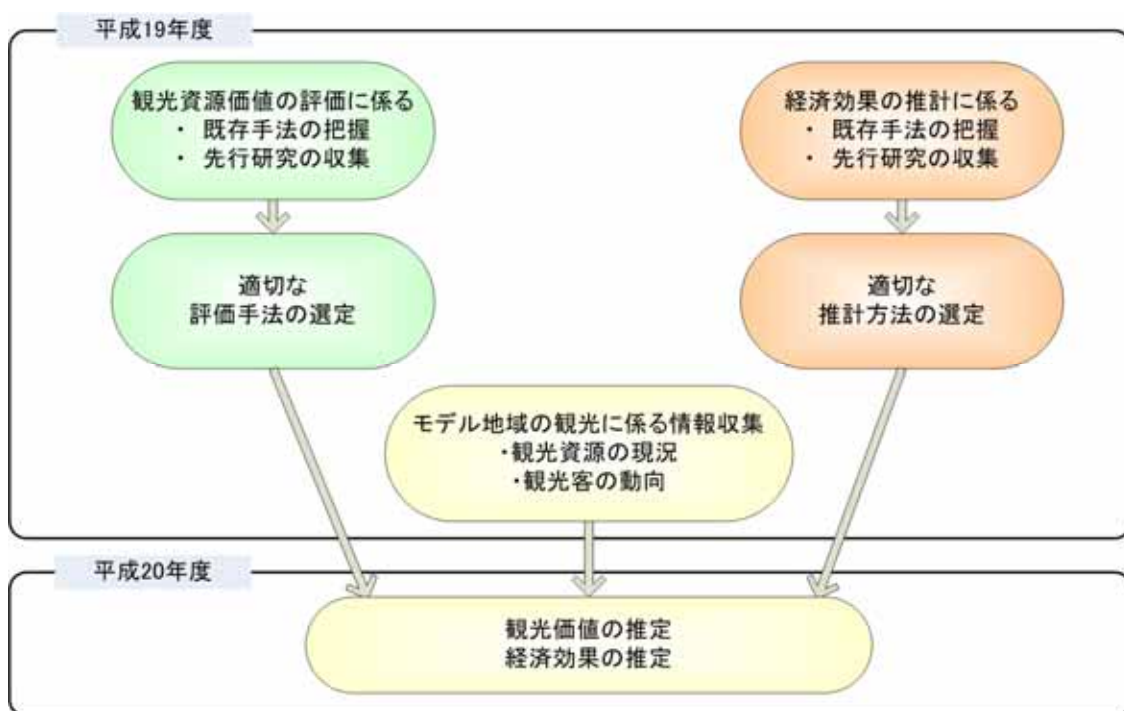 平成19年度
観光資源価値の評価に係る
・ 既存手法の把握
・ 先行研究の収集
経済効果の推計に係る
・ 既存手法の把握
・ 先行研究の収集
適切な
評価手法の選定
適切な
推計方法の選定
モデル地域の観光に係る情報収集
・観光資源の現況
・観光客の動向
平成20年度
観光価値の推定
経済効果の推定